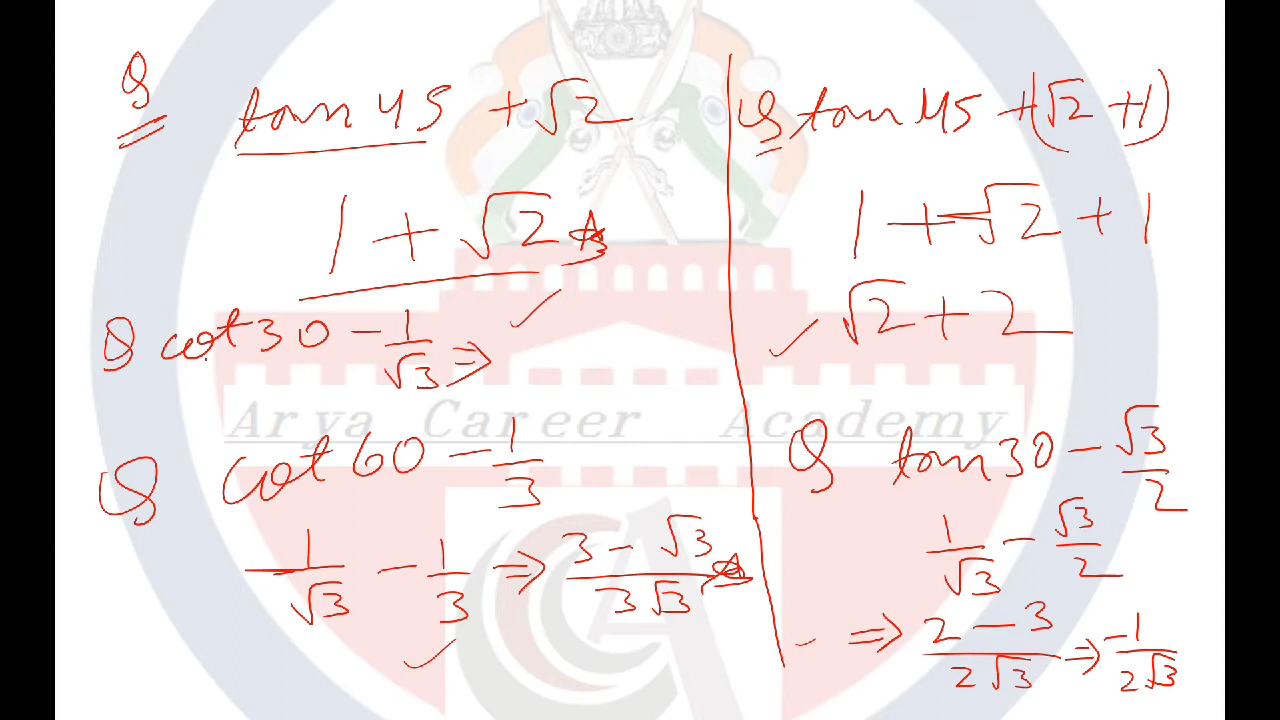 Q tan 45 + √2
1 + √2
Q cot 30 - 1/√3 ⇒
Q cot 60 - 1/3
1/√3 - 1/3 ⇒ (3 - √3)/(3√3)
Q tan 45 + (√2 + 1)
1 + √2 + 1
√2 + 2
Q tan 30 - √3/2
1/√3 - √3/2
⇒ (2 - 3)/(2√3) ⇒ -1/(2√3)
Arya Career Academy